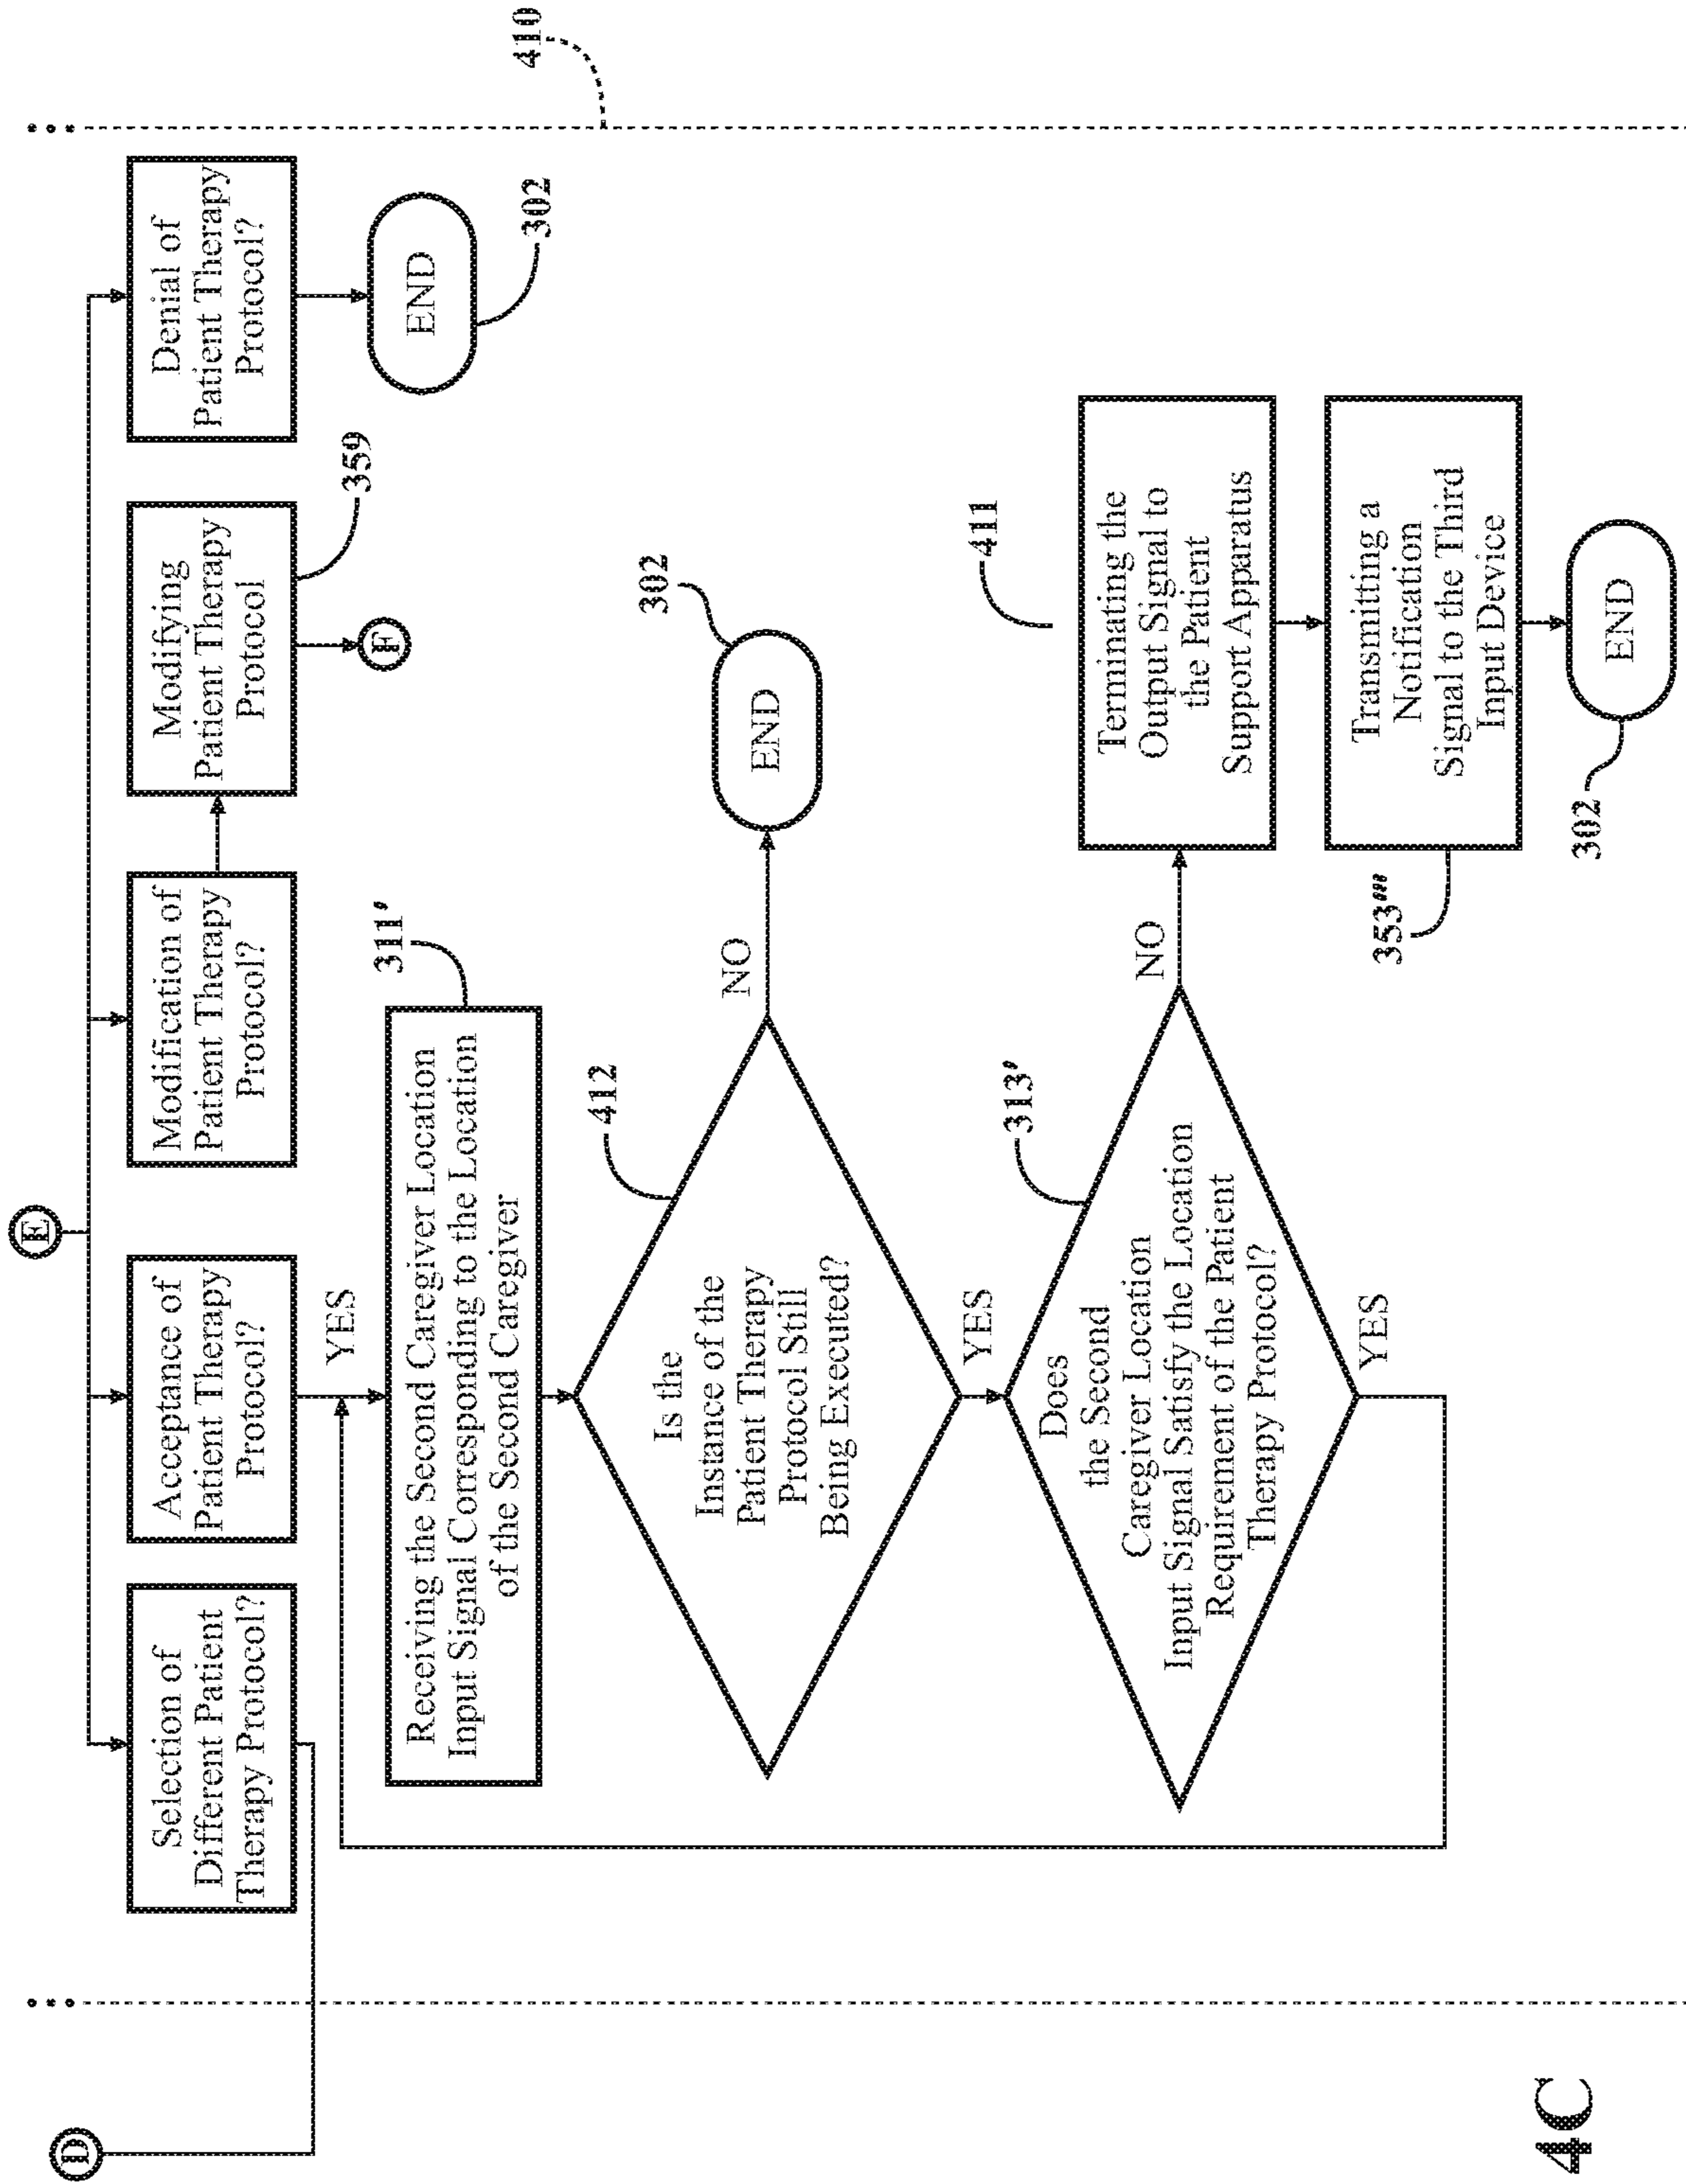 E
D
Selection of
Different Patient
Therapy Protocol?
Acceptance of
Patient Therapy
Protocol?
Modification of
Patient Therapy
Protocol?
Modifying
Patient Therapy
Protocol
359
F
Denial of
Patient Therapy
Protocol?
END
302
410
YES
Receiving the Second Caregiver Location
Input Signal Corresponding to the Location
of the Second Caregiver
311'
Is the
Instance of the
Patient Therapy
Protocol Still
Being Executed?
412
NO
END
302
YES
Does
the Second
Caregiver Location
Input Signal Satisfy the Location
Requirement of the Patient
Therapy Protocol?
313'
NO
YES
Terminating the
Output Signal to
the Patient
Support Apparatus
411
Transmitting a
Notification
Signal to the Third
Input Device
353'''
END
302
4C